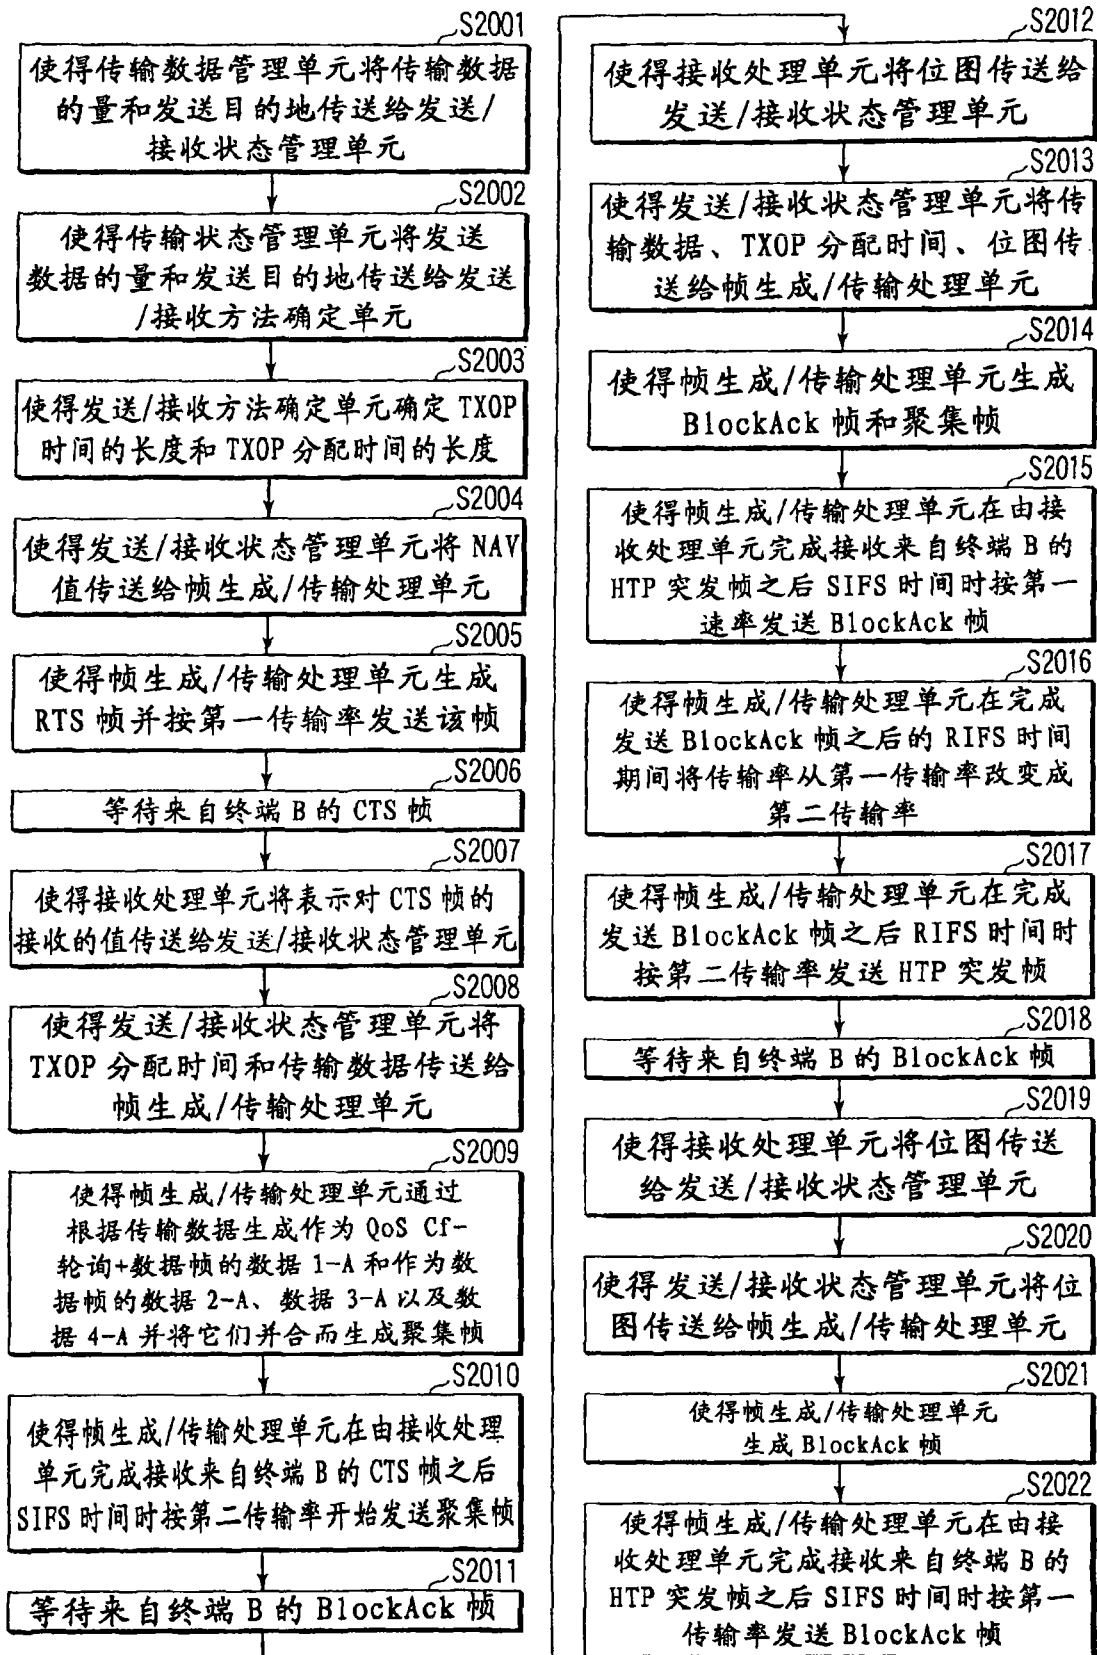 S2001
使得传输数据管理单元将传输数据
的量和发送目的地传送给发送/
接收状态管理单元
S2002
使得传输状态管理单元将发送
数据的量和发送目的地传送给发送
/接收方法确定单元
S2003
使得发送/接收方法确定单元确定 TXOP
时间的长度和 TXOP 分配时间的长度
S2004
使得发送/接收状态管理单元将 NAV
值传送给帧生成/传输处理单元
S2005
使得帧生成/传输处理单元生成
RTS 帧并按第一传输率发送该帧
S2006
等待来自终端 B 的 CTS 帧
S2007
使得接收处理单元将表示对 CTS 帧的
接收的值传送给发送/接收状态管理单元
S2008
使得发送/接收状态管理单元将
TXOP 分配时间和传输数据传送给
帧生成/传输处理单元
S2009
使得帧生成/传输处理单元通过
根据传输数据生成作为 QoS Cf-
轮询+数据帧的数据 1-A 和作为数
据帧的数据 2-A、数据 3-A 以及数
据 4-A 并将它们并合而生成聚集帧
S2010
使得帧生成/传输处理单元在由接收处理
单元完成接收来自终端 B 的 CTS 帧之后
SIFS 时间时按第二传输率开始发送聚集帧
S2011
等待来自终端 B 的 BlockAck 帧
S2012
使得接收处理单元将位图传送给
发送/接收状态管理单元
S2013
使得发送/接收状态管理单元将传
输数据、TXOP 分配时间、位图传
送给帧生成/传输处理单元
S2014
使得帧生成/传输处理单元生成
BlockAck 帧和聚集帧
S2015
使得帧生成/传输处理单元在由接
收处理单元完成接收来自终端 B 的
HTP 突发帧之后 SIFS 时间时按第一
速率发送 BlockAck 帧
S2016
使得帧生成/传输处理单元在完成
发送 BlockAck 帧之后的 RIFS 时间
期间将传输率从第一传输率改变成
第二传输率
S2017
使得帧生成/传输处理单元在完成
发送 BlockAck 帧之后 RIFS 时间时
按第二传输率发送 HTP 突发帧
S2018
等待来自终端 B 的 BlockAck 帧
S2019
使得接收处理单元将位图传送
给发送/接收状态管理单元
S2020
使得发送/接收状态管理单元将位
图传送给帧生成/传输处理单元
S2021
使得帧生成/传输处理单元
生成 BlockAck 帧
S2022
使得帧生成/传输处理单元在由接
收处理单元完成接收来自终端 B 的
HTP 突发帧之后 SIFS 时间时按第一
传输率发送 BlockAck 帧